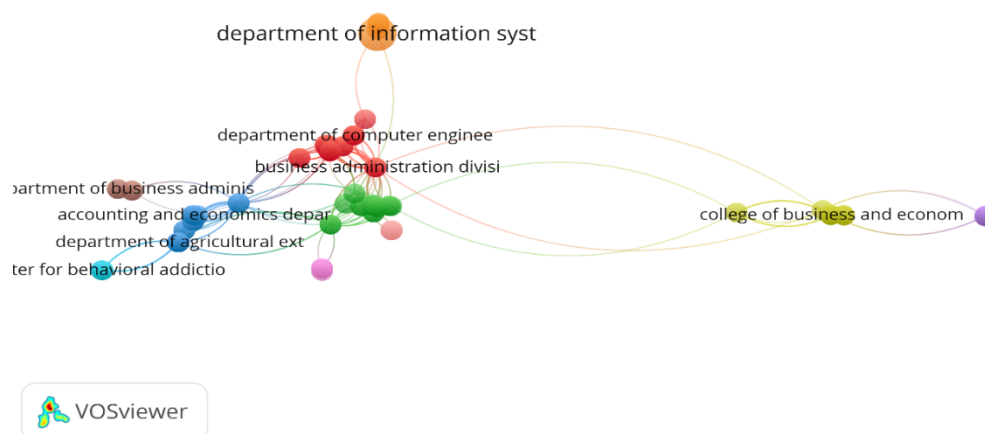 department of information syst
department of computer enginee
business administration divisi
partment of business adminis
accounting and economics depar
college of business and econom
department of agricultural ext
ter for behavioral addictio
VOSviewer